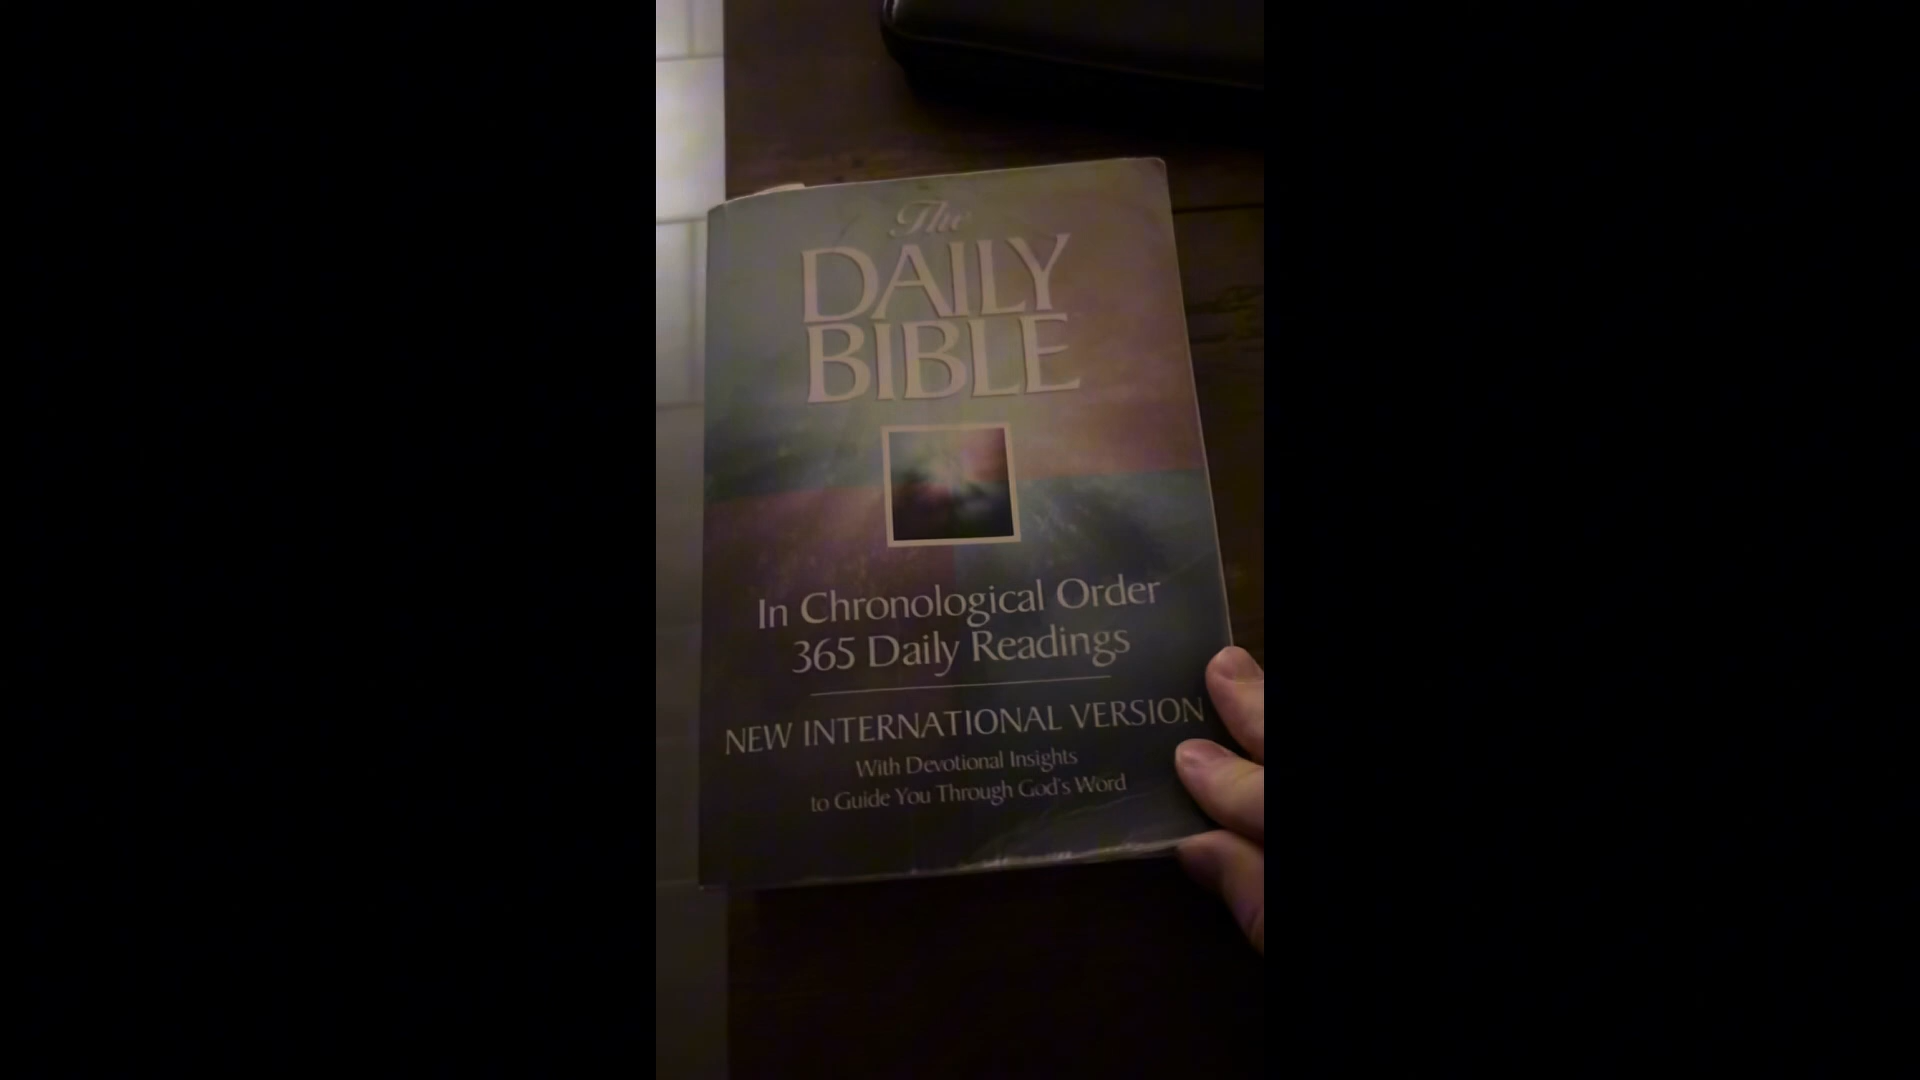 The
DAILY
BIBLE
In Chronological Order
365 Daily Readings
NEW INTERNATIONAL VERSION
With Devotional Insights
to Guide You Through God's Word